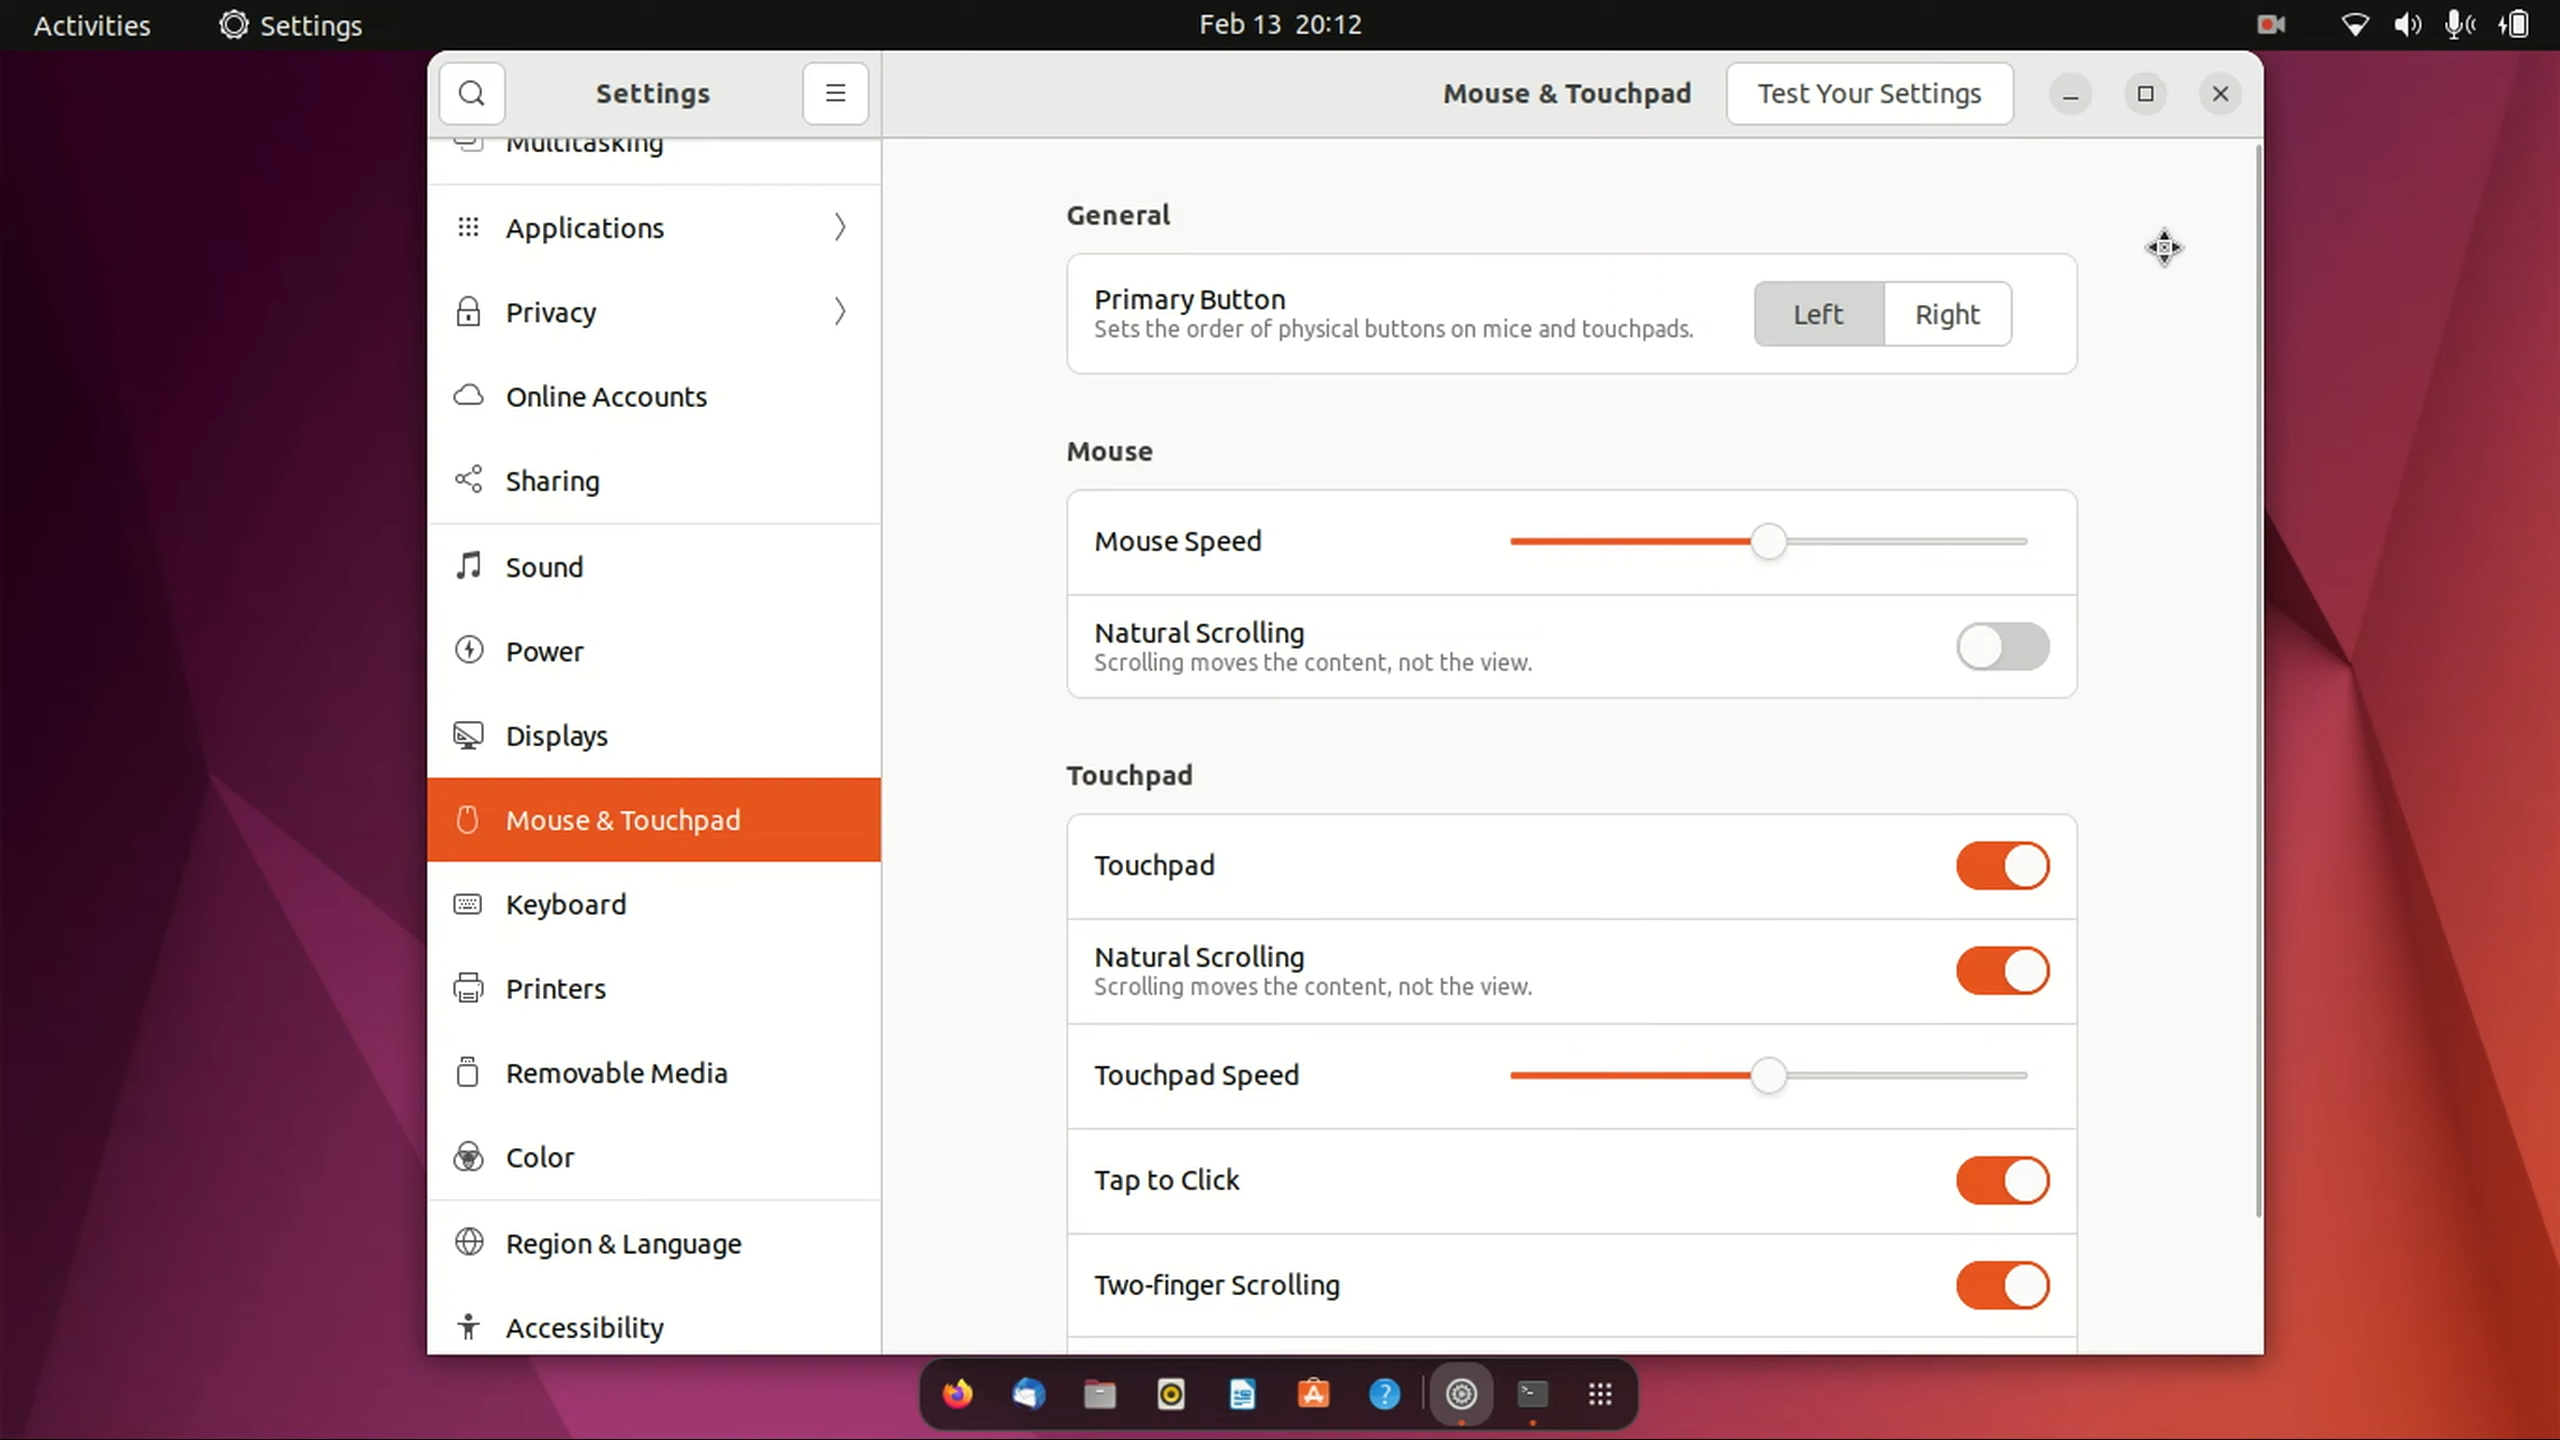 Activities
Settings
Feb 13 20:12
Settings
Mouse & Touchpad
Test Your Settings
Multitasking
Applications
Privacy
Online Accounts
Sharing
Sound
Power
Displays
Mouse & Touchpad
Keyboard
Printers
Removable Media
Color
Region & Language
Accessibility
General
Primary Button
Sets the order of physical buttons on mice and touchpads.
Left
Right
Mouse
Mouse Speed
Natural Scrolling
Scrolling moves the content, not the view.
Touchpad
Touchpad
Natural Scrolling
Scrolling moves the content, not the view.
Touchpad Speed
Tap to Click
Two-finger Scrolling